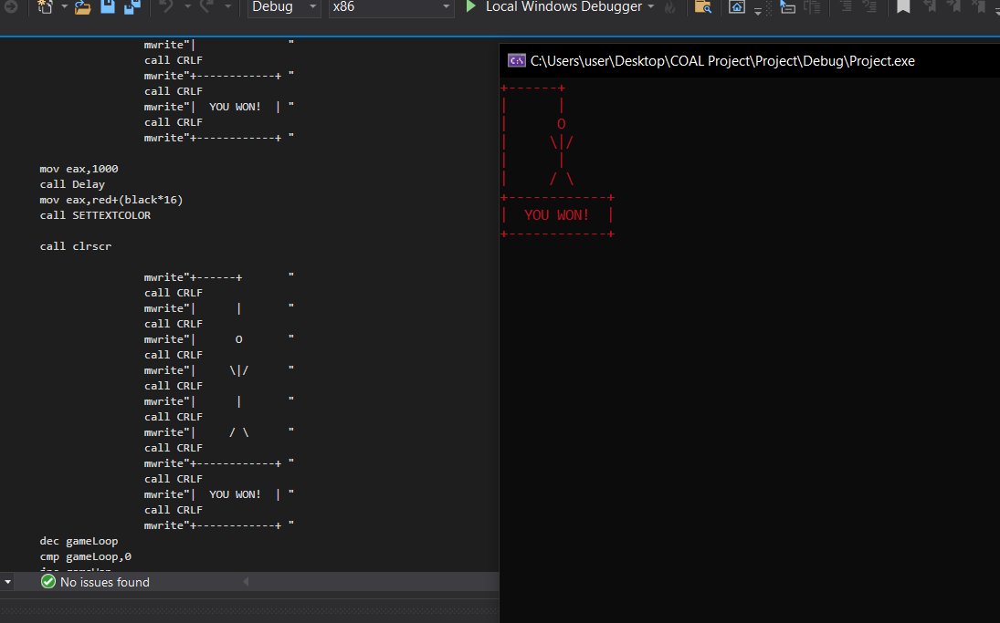 Debug x86 Local Windows Debugger
mwrite"|              "
call CRLF
mwrite"+------------+ "
call CRLF
mwrite"|  YOU WON!  | "
call CRLF
mwrite"+------------+ "
mov eax,1000
call Delay
mov eax,red+(black*16)
call SETTEXTCOLOR
call clrscr
mwrite"+------+       "
call CRLF
mwrite"|      |       "
call CRLF
mwrite"|      O       "
call CRLF
mwrite"|     \|/      "
call CRLF
mwrite"|      |       "
call CRLF
mwrite"|     / \      "
call CRLF
mwrite"+------------+ "
call CRLF
mwrite"|  YOU WON!  | "
call CRLF
mwrite"+------------+ "
dec gameLoop
cmp gameLoop,0
No issues found
C:\Users\user\Desktop\COAL Project\Project\Debug\Project.exe
+------+
|      |
|      O
|     \|/
|      |
|     / \
+------------+
|  YOU WON!  |
+------------+